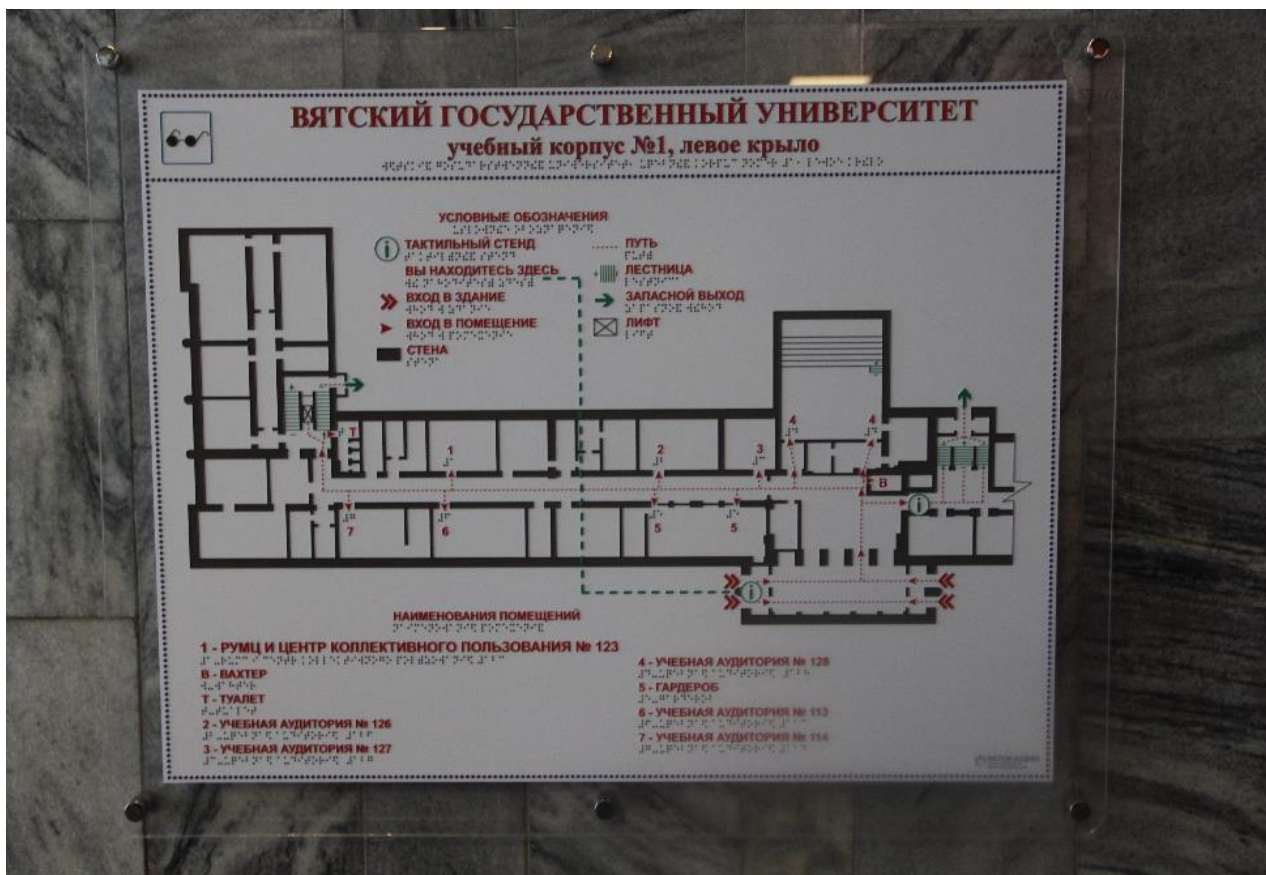 ВЯТСКИЙ ГОСУДАРСТВЕННЫЙ УНИВЕРСИТЕТ
учебный корпус №1, левое крыло
УСЛОВНЫЕ ОБОЗНАЧЕНИЯ
ТАКТИЛЬНЫЙ СТЕНД
ВЫ НАХОДИТЕСЬ ЗДЕСЬ
ВХОД В ЗДАНИЕ
ВХОД В ПОМЕЩЕНИЕ
СТЕНА
ПУТЬ
ЛЕСТНИЦА
ЗАПАСНОЙ ВЫХОД
ЛИФТ
Т
1
2
3
4
4
В
7
6
5
5
НАИМЕНОВАНИЯ ПОМЕЩЕНИЙ
1 - РУМЦ И ЦЕНТР КОЛЛЕКТИВНОГО ПОЛЬЗОВАНИЯ № 123
В - ВАХТЕР
Т - ТУАЛЕТ
2 - УЧЕБНАЯ АУДИТОРИЯ № 126
3 - УЧЕБНАЯ АУДИТОРИЯ № 127
4 - УЧЕБНАЯ АУДИТОРИЯ № 128
5 - ГАРДЕРОБ
6 - УЧЕБНАЯ АУДИТОРИЯ № 113
7 - УЧЕБНАЯ АУДИТОРИЯ № 114